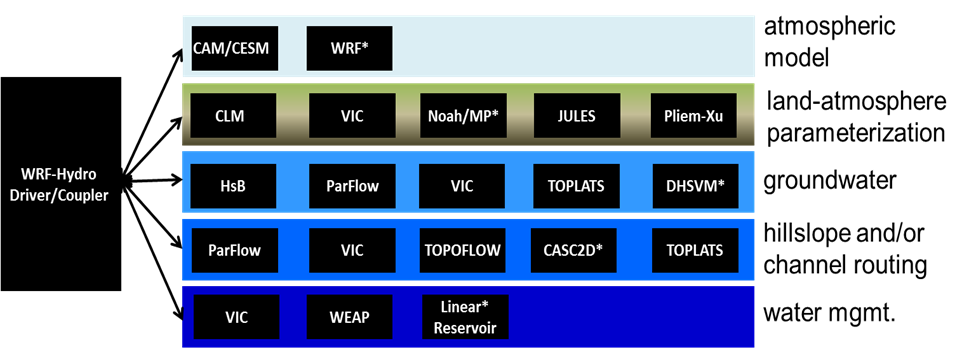 WRF-Hydro
Driver/Coupler
CAM/CESM
WRF*
atmospheric
model
CLM
VIC
Noah/MP*
JULES
Pliem-Xu
land-atmosphere
parameterization
HsB
ParFlow
VIC
TOPLATS
DHSVM*
groundwater
ParFlow
VIC
TOPOFLOW
CASC2D*
TOPLATS
hillslope and/or
channel routing
VIC
WEAP
Linear*
Reservoir
water mgmt.